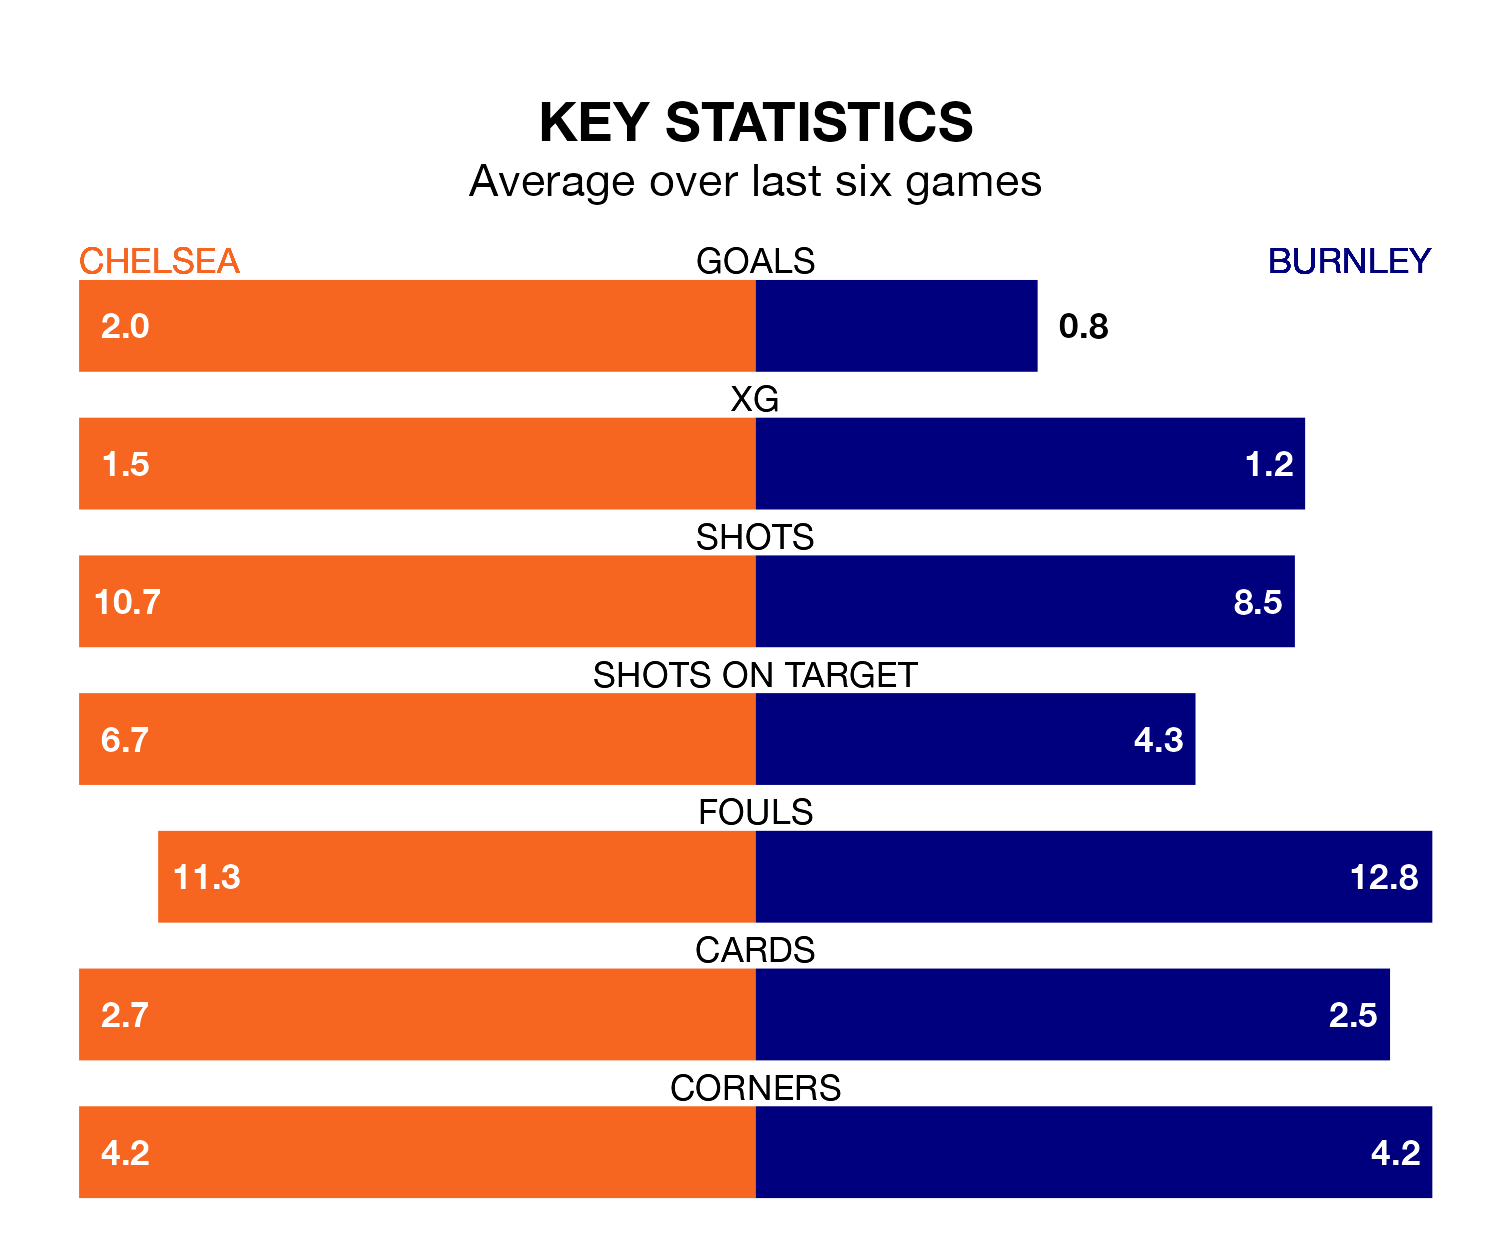 KEY STATISTICS
Average over last six games
CHELSEA GOALS BURNLEY
2.0 0.8
XG
1.5 1.2
SHOTS
10.7 8.5
SHOTS ON TARGET
6.7 4.3
FOULS
11.3 12.8
CARDS
2.7 2.5
CORNERS
4.2 4.2